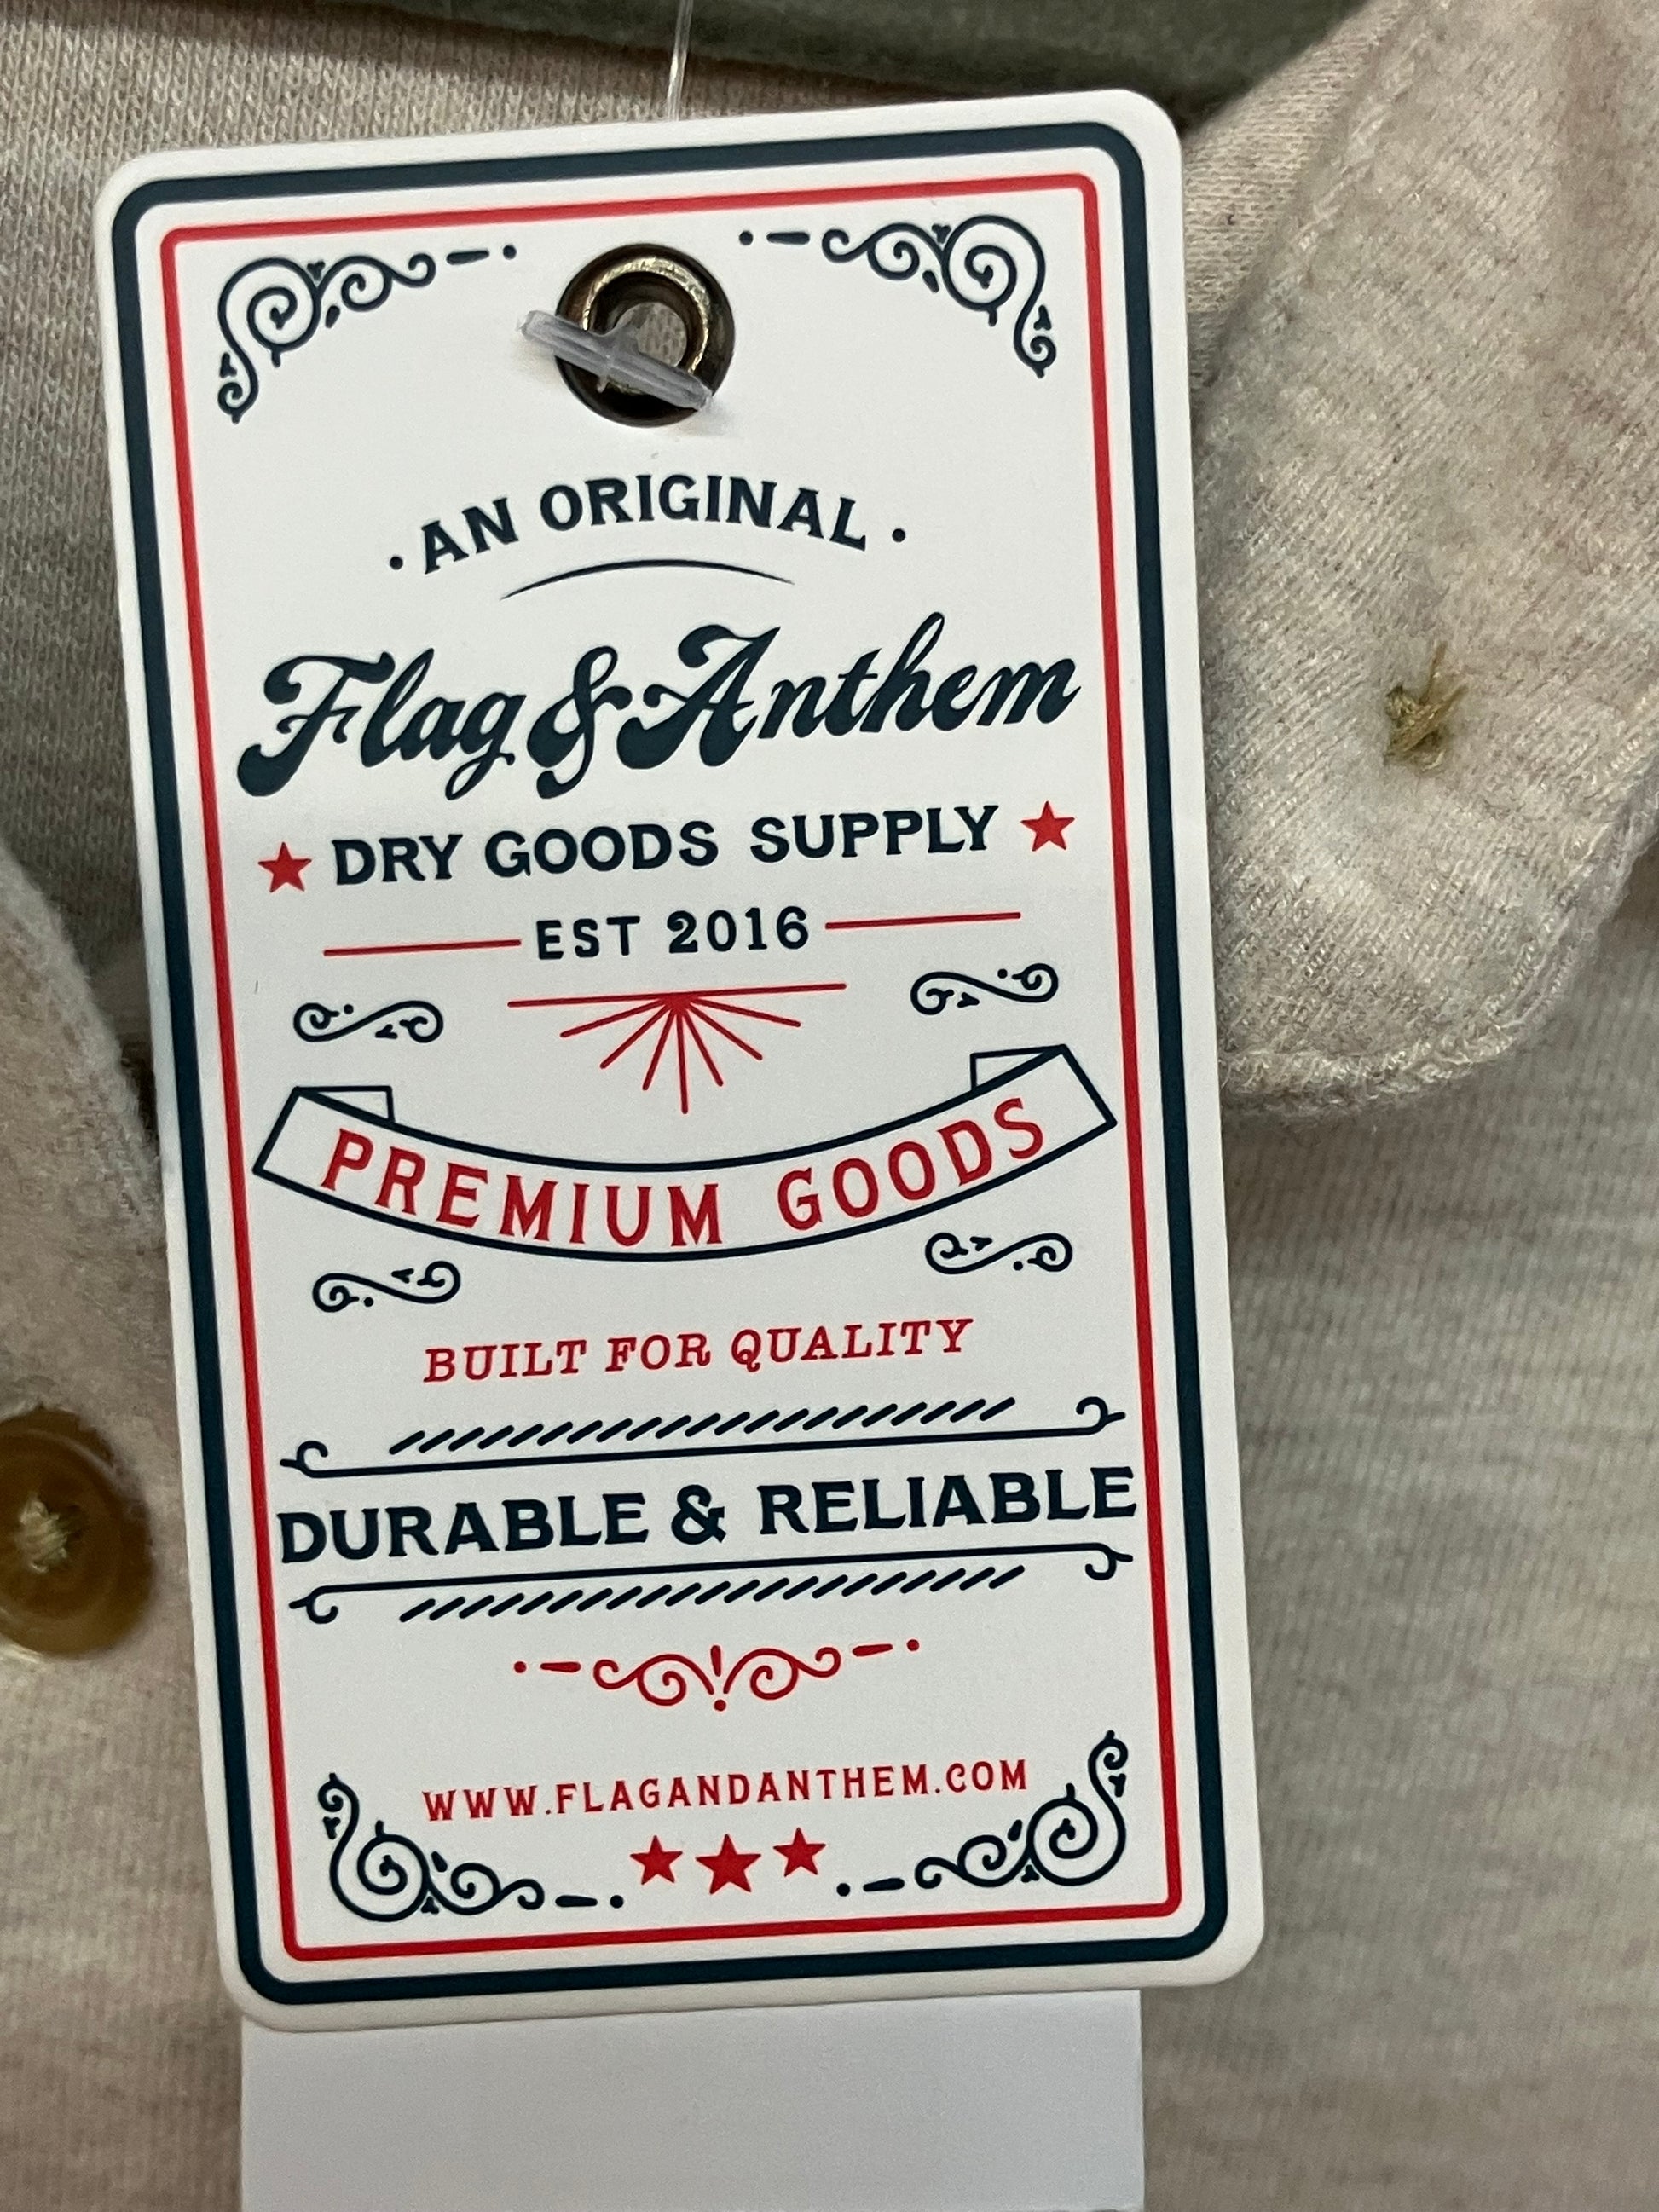 · AN ORIGINAL ·
Flag & Anthem
★ DRY GOODS SUPPLY ★
EST 2016
PREMIUM GOODS
BUILT FOR QUALITY
DURABLE & RELIABLE
WWW.FLAGANDANTHEM.COM